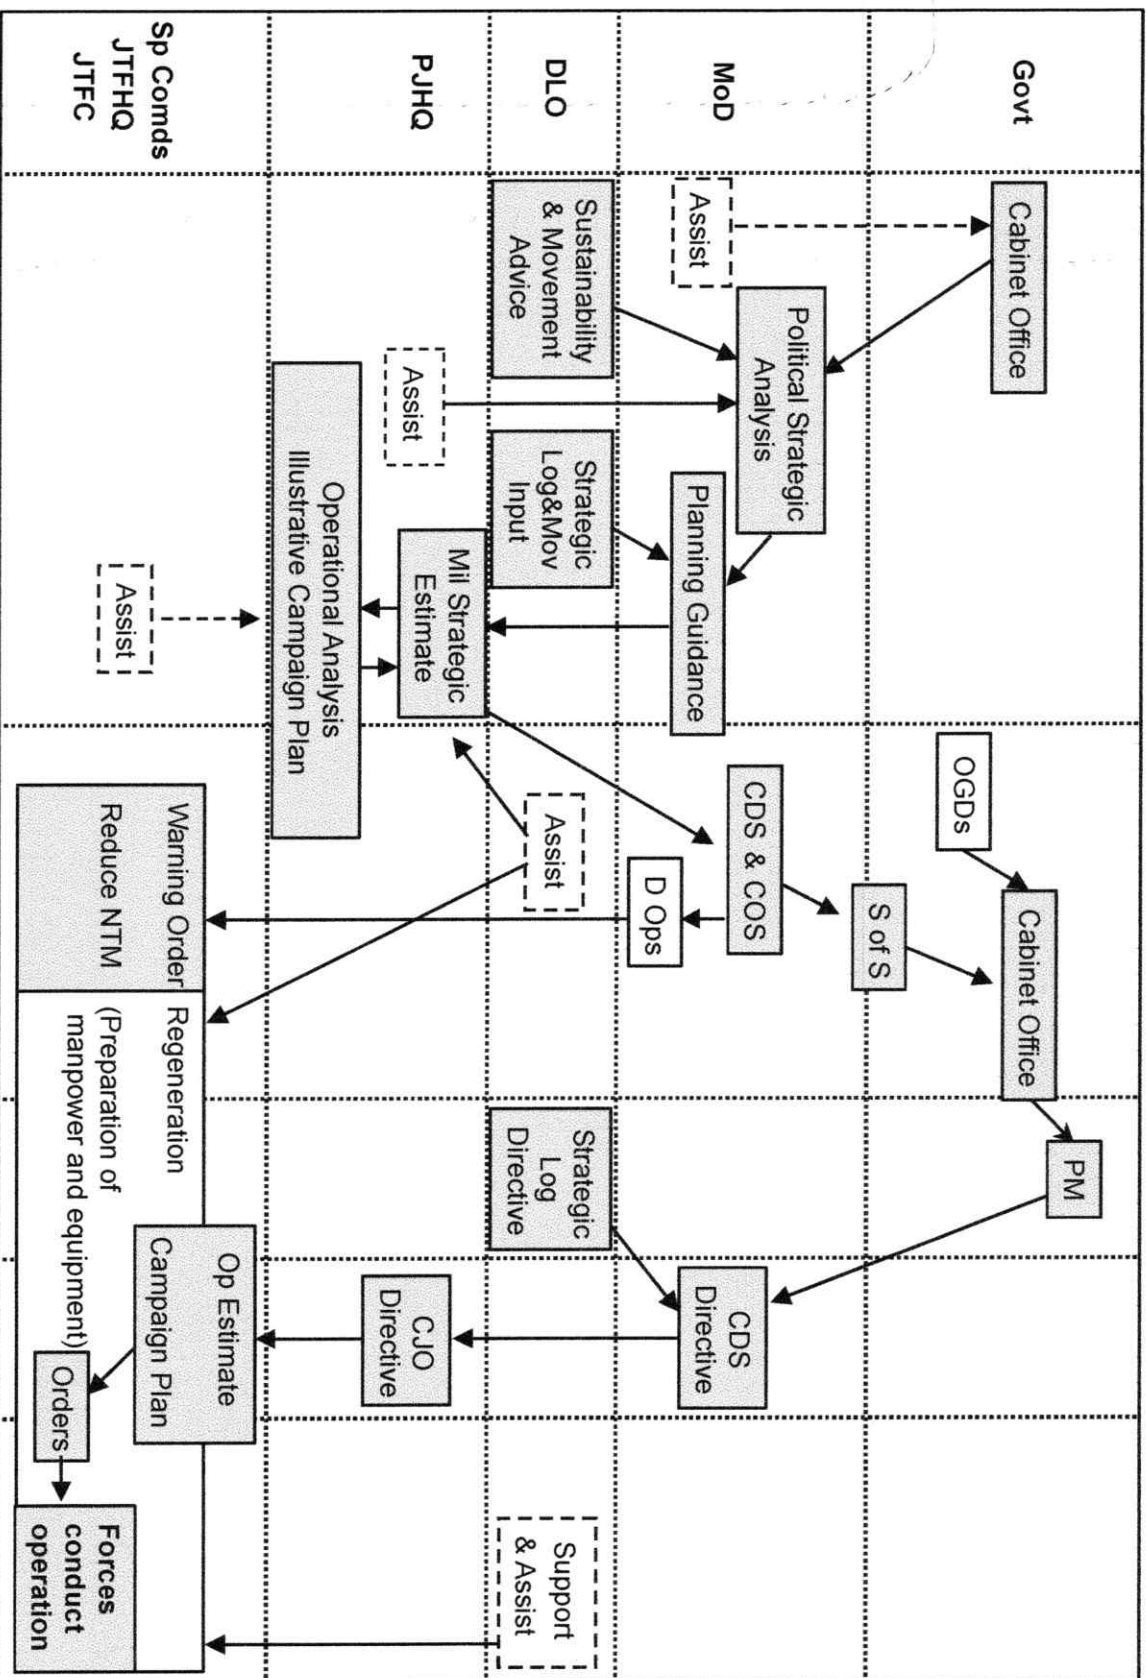 Govt
Cabinet Office
OGDs
Cabinet Office
PM
MoD
Assist
Political Strategic
Analysis
Planning Guidance
CDS & COS
D Ops
S of S
CDS
Directive
DLO
Sustainability
& Movement
Advice
Strategic
Log&Mov
Input
Assist
Strategic
Log
Directive
Support
& Assist
PJHQ
Assist
Mil Strategic
Estimate
Operational Analysis
Illustrative Campaign Plan
CJO
Directive
Sp Comds
JTFHQ
JTFC
Assist
Warning Order
Reduce NTM
Regeneration
(Preparation of
manpower and equipment)
Op Estimate
Campaign Plan
Orders
Forces
conduct
operation